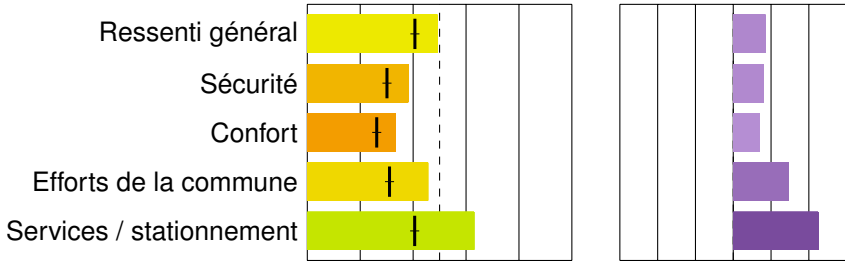 Ressenti général
Sécurité
Confort
Efforts de la commune
Services / stationnement